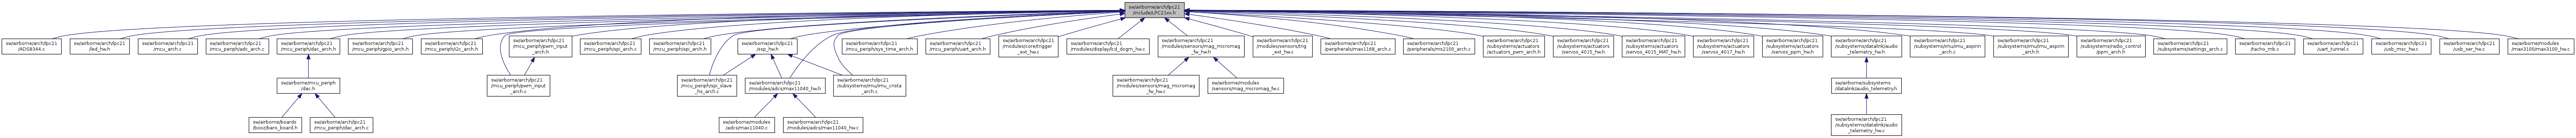 sw/airborne/arch/lpc21
/include/LPC21xx.h
sw/airborne/arch/lpc21
/ADS8344.c
sw/airborne/arch/lpc21
/led_hw.h
sw/airborne/arch/lpc21
/mcu_arch.c
sw/airborne/arch/lpc21
/mcu_periph/adc_arch.c
sw/airborne/arch/lpc21
/mcu_periph/dac_arch.h
sw/airborne/arch/lpc21
/mcu_periph/gpio_arch.h
sw/airborne/arch/lpc21
/mcu_periph/i2c_arch.h
sw/airborne/arch/lpc21
/mcu_periph/pwm_input
_arch.h
sw/airborne/arch/lpc21
/mcu_periph/spi_arch.c
sw/airborne/arch/lpc21
/mcu_periph/spi_arch.h
sw/airborne/arch/lpc21
/ssp_hw.h
sw/airborne/arch/lpc21
/mcu_periph/sys_time_arch.h
sw/airborne/arch/lpc21
/mcu_periph/uart_arch.h
sw/airborne/arch/lpc21
/modules/core/trigger
_ext_hw.c
sw/airborne/arch/lpc21
/modules/display/lcd_dogm_hw.c
sw/airborne/arch/lpc21
/modules/sensors/mag_micromag
_fw_hw.h
sw/airborne/arch/lpc21
/modules/sensors/trig
_ext_hw.c
sw/airborne/arch/lpc21
/peripherals/max1168_arch.c
sw/airborne/arch/lpc21
/peripherals/ms2100_arch.c
sw/airborne/arch/lpc21
/subsystems/actuators
/actuators_pwm_arch.h
sw/airborne/arch/lpc21
/subsystems/actuators
/servos_4015_hw.h
sw/airborne/arch/lpc21
/subsystems/actuators
/servos_4015_MAT_hw.h
sw/airborne/arch/lpc21
/subsystems/actuators
/servos_4017_hw.h
sw/airborne/arch/lpc21
/subsystems/actuators
/servos_ppm_hw.h
sw/airborne/arch/lpc21
/subsystems/datalink/audio
_telemetry_hw.h
sw/airborne/arch/lpc21
/subsystems/imu/imu_aspirin
_arch.c
sw/airborne/arch/lpc21
/subsystems/imu/imu_aspirin
_arch.h
sw/airborne/arch/lpc21
/subsystems/radio_control
/ppm_arch.h
sw/airborne/arch/lpc21
/subsystems/settings_arch.c
sw/airborne/arch/lpc21
/tacho_mb.c
sw/airborne/arch/lpc21
/uart_tunnel.c
sw/airborne/arch/lpc21
/usb_msc_hw.c
sw/airborne/arch/lpc21
/usb_ser_hw.c
sw/airborne/modules
/max3100/max3100_hw.c
sw/airborne/mcu_periph
/dac.h
sw/airborne/arch/lpc21
/mcu_periph/pwm_input
_arch.c
sw/airborne/arch/lpc21
/mcu_periph/spi_slave
_hs_arch.c
sw/airborne/arch/lpc21
/modules/adcs/max11040_hw.h
sw/airborne/arch/lpc21
/subsystems/imu/imu_crista
_arch.c
sw/airborne/arch/lpc21
/modules/sensors/mag_micromag
_fw_hw.c
sw/airborne/modules
/sensors/mag_micromag_fw.c
sw/airborne/subsystems
/datalink/audio_telemetry.h
sw/airborne/boards
/booz/baro_board.h
sw/airborne/arch/lpc21
/mcu_periph/dac_arch.c
sw/airborne/modules
/adcs/max11040.c
sw/airborne/arch/lpc21
/modules/adcs/max11040_hw.c
sw/airborne/arch/lpc21
/subsystems/datalink/audio
_telemetry_hw.c